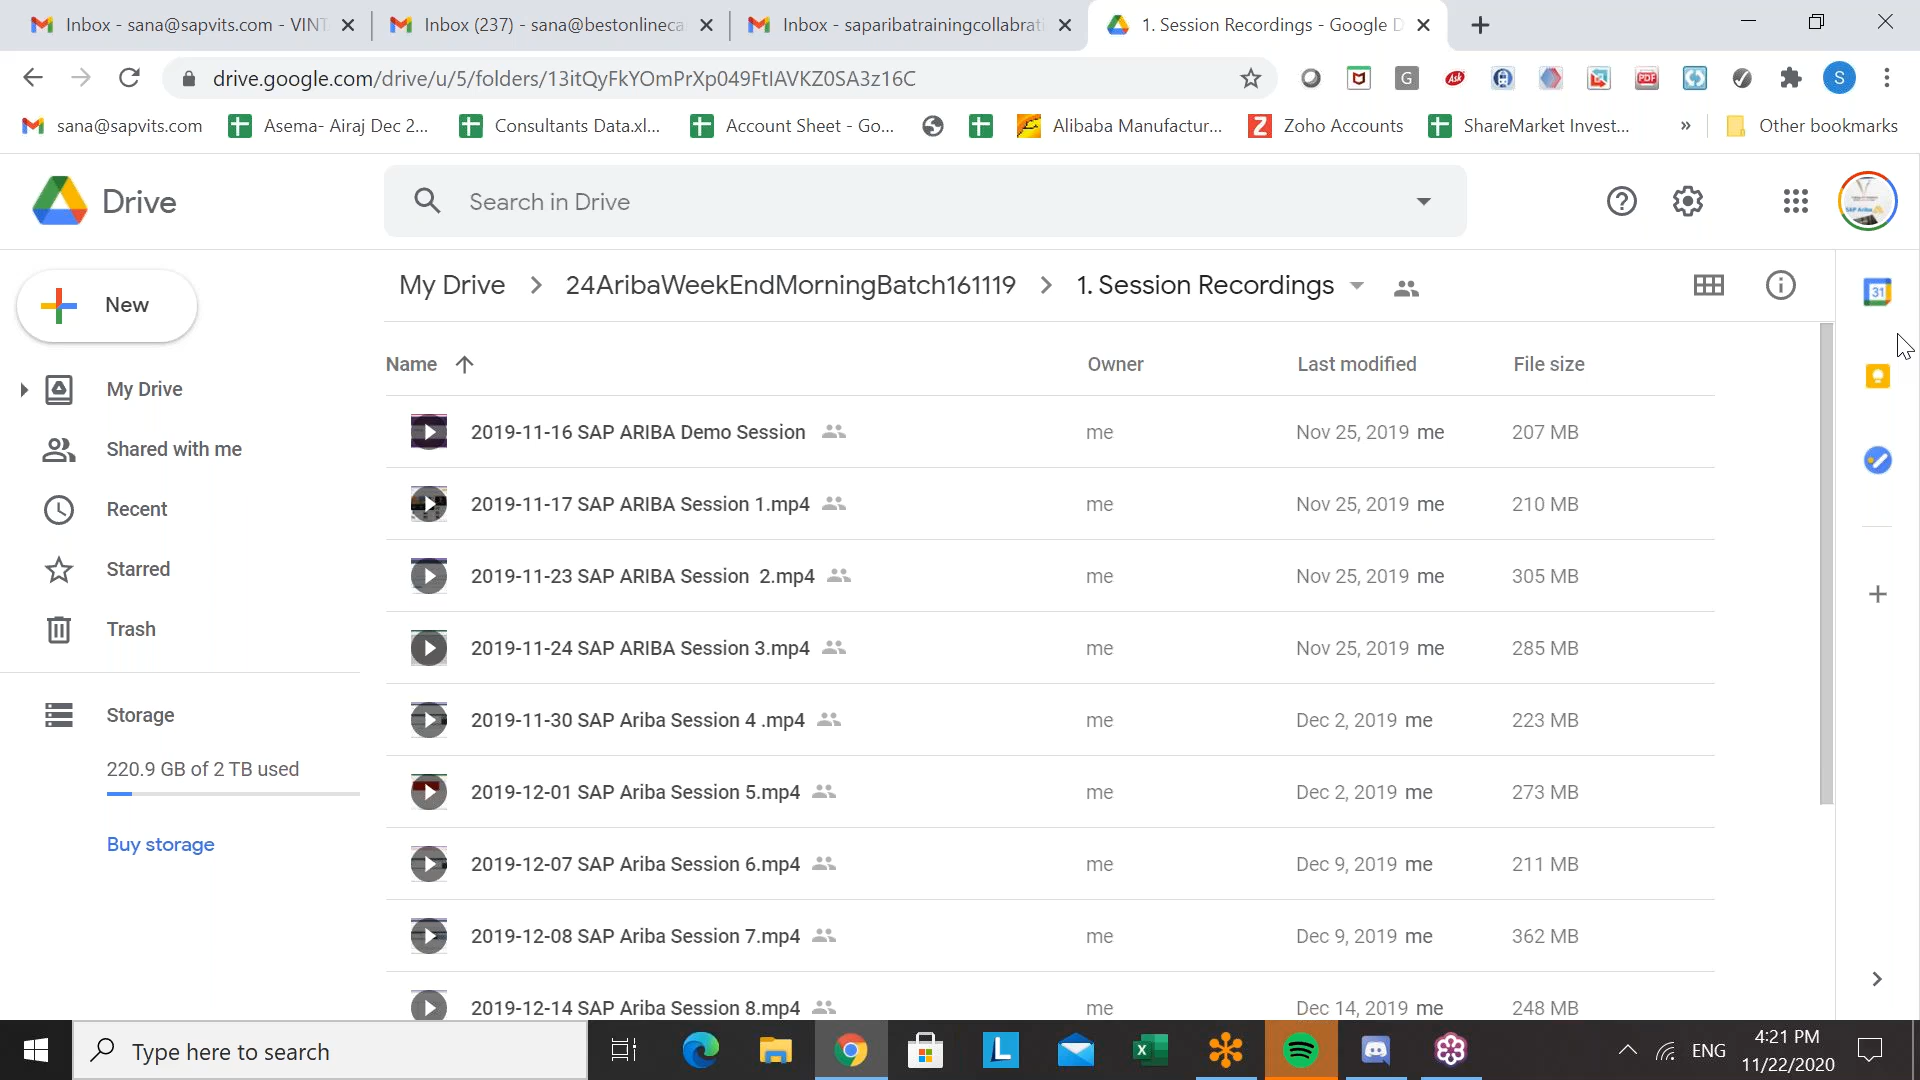 Inbox - sana@sapvits.com - VINT
Inbox (237) - sana@bestonlineca
Inbox - saparibatrainingcollabrati
1. Session Recordings - Google D
drive.google.com/drive/u/5/folders/13itQyFkYOmPrXp049FtIAVKZ0SA3z16C
G
Ask
PDF
S
sana@sapvits.com
Asema- Airaj Dec 2...
Consultants Data.xl...
Account Sheet - Go...
Alibaba Manufactur...
Z Zoho Accounts
ShareMarket Invest...
»
Other bookmarks
Drive
Search in Drive
New
My Drive
Shared with me
Recent
Starred
Trash
Storage
220.9 GB of 2 TB used
Buy storage
My Drive > 24AribaWeekEndMorningBatch161119 > 1. Session Recordings
31
Name Owner Last modified File size
2019-11-16 SAP ARIBA Demo Session me Nov 25, 2019 me 207 MB
2019-11-17 SAP ARIBA Session 1.mp4 me Nov 25, 2019 me 210 MB
2019-11-23 SAP ARIBA Session  2.mp4 me Nov 25, 2019 me 305 MB
2019-11-24 SAP ARIBA Session 3.mp4 me Nov 25, 2019 me 285 MB
2019-11-30 SAP Ariba Session 4 .mp4 me Dec 2, 2019 me 223 MB
2019-12-01 SAP Ariba Session 5.mp4 me Dec 2, 2019 me 273 MB
2019-12-07 SAP Ariba Session 6.mp4 me Dec 9, 2019 me 211 MB
2019-12-08 SAP Ariba Session 7.mp4 me Dec 9, 2019 me 362 MB
2019-12-14 SAP Ariba Session 8.mp4 me Dec 14, 2019 me 248 MB
Type here to search
L
X
ENG
4:21 PM
11/22/2020